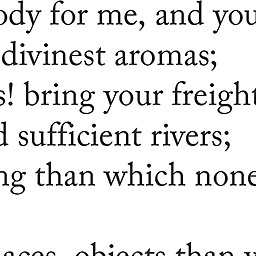 ody for me, and you
divinest aromas;
s! bring your freight
d sufficient rivers;
ng than which none
aces, objects than